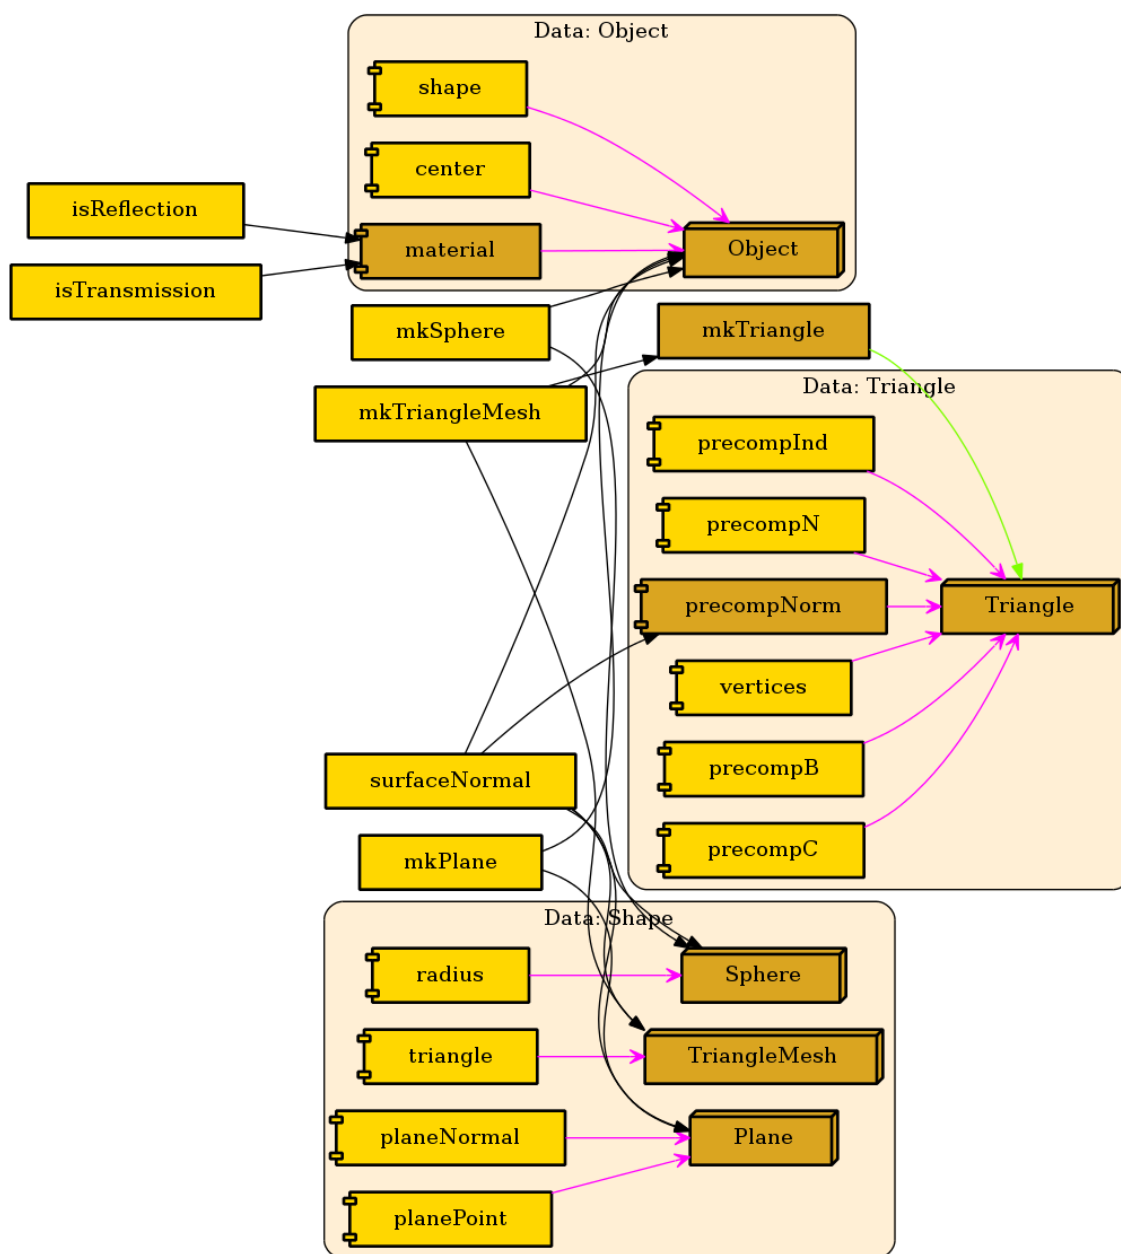 Data: Object
shape
center
isReflection
material
Object
isTransmission
mkSphere
mkTriangle
mkTriangleMesh
Data: Triangle
precompInd
precompN
precompNorm
Triangle
vertices
precompB
surfaceNormal
precompC
mkPlane
Data: Shape
radius
Sphere
triangle
TriangleMesh
planeNormal
Plane
planePoint